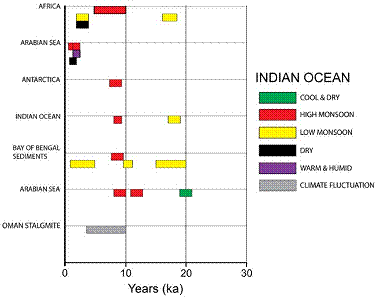 AFRICA
ARABIAN SEA
ANTARCTICA
INDIAN OCEAN
BAY OF BENGAL
SEDIMENTS
ARABIAN SEA
OMAN STALGMITE
0
10
20
30
Years (ka)
INDIAN OCEAN
COOL & DRY
HIGH MONSOON
LOW MONSOON
DRY
WARM & HUMID
CLIMATE FLUCTUATION